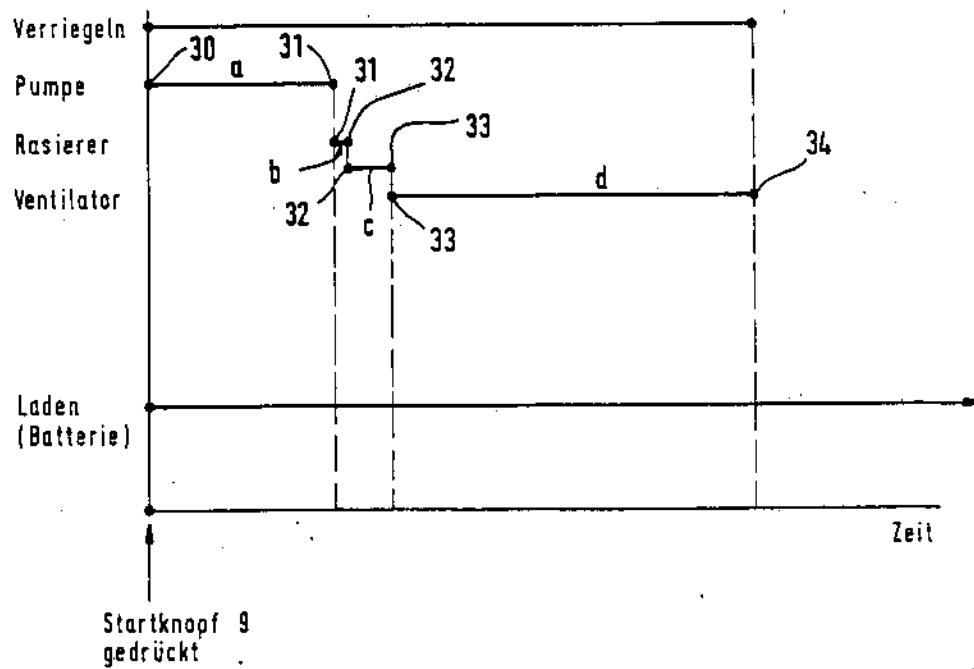 Verriegeln
30
a
31
Pumpe
31
32
Rasierer
b
33
32
c
Ventilator
33
d
34
Laden
(Batterie)
Zeit
Startknopf 9
gedrückt